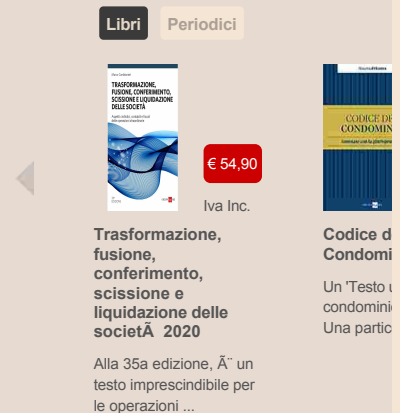 Libri
Periodici
TRASFORMAZIONE,
FUSIONE, CONFERIMENTO,
SCISSIONE E LIQUIDAZIONE
DELLE SOCIETÀ
€ 54,90
Iva Inc.
Trasformazione,
fusione,
conferimento,
scissione e
liquidazione delle
societÃ  2020
Alla 35a edizione, Ã¨ un
testo imprescindibile per
le operazioni ...
CODICE DE
CONDOMIN
Codice d
Condomi
Un 'Testo u
condominio
Una partic